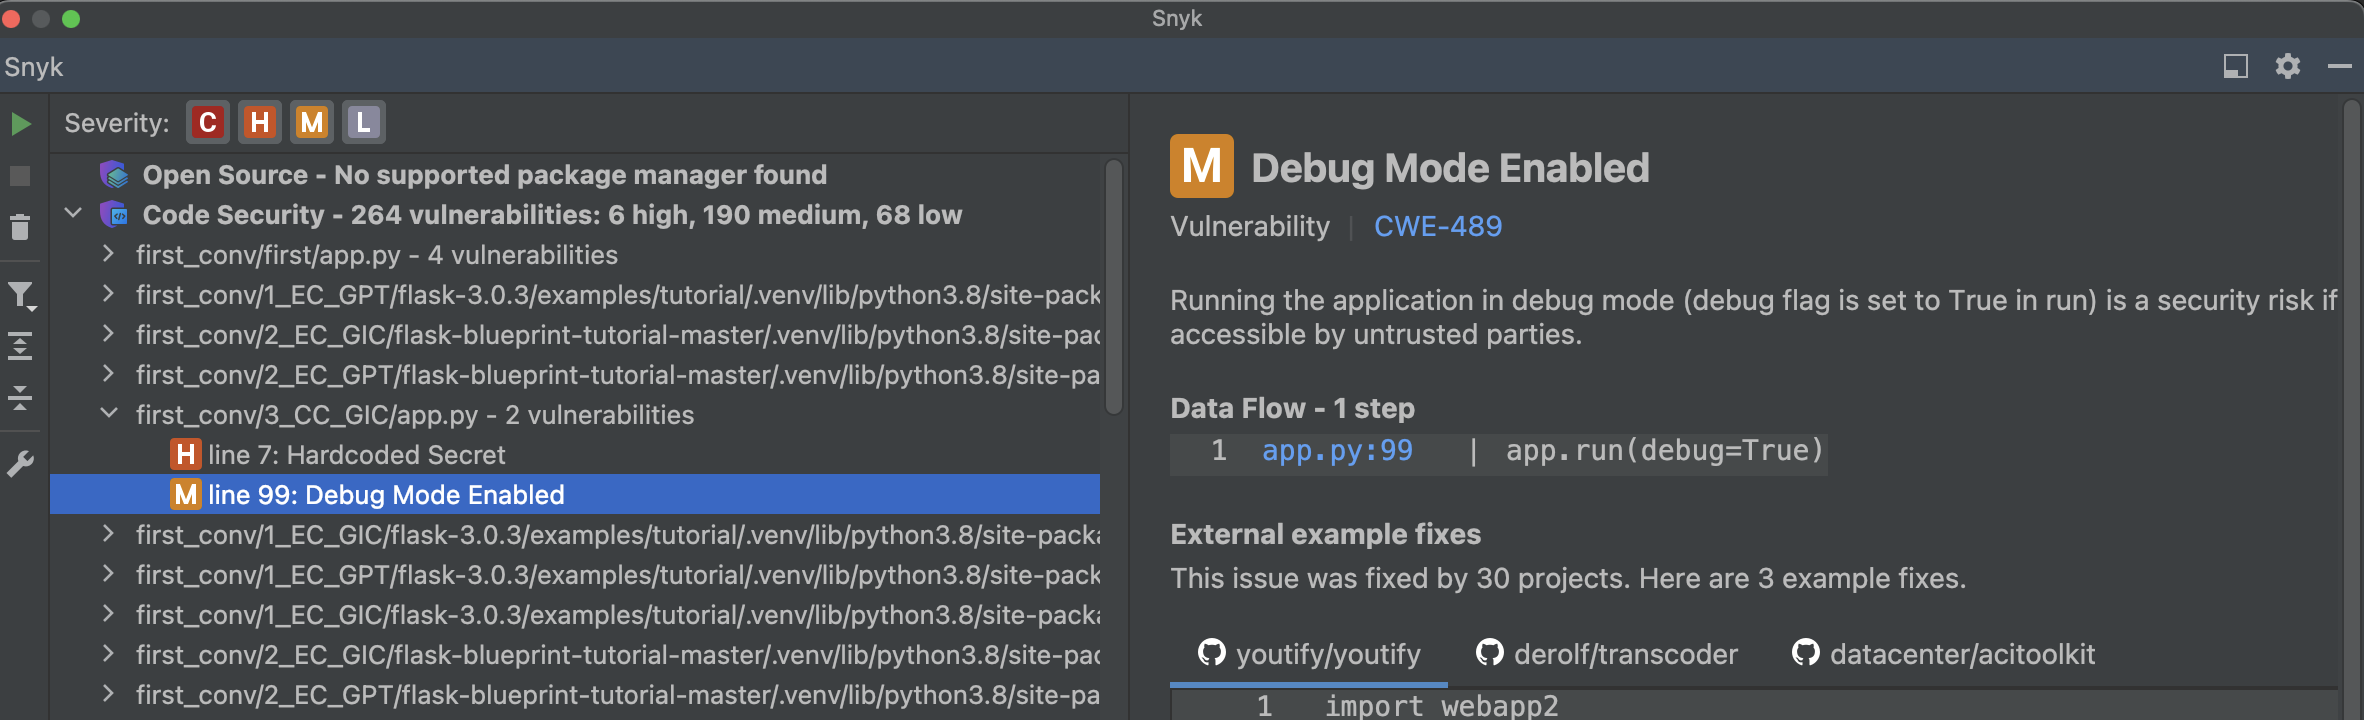 Snyk
Snyk
Severity: C H M L
Open Source - No supported package manager found
Code Security - 264 vulnerabilities: 6 high, 190 medium, 68 low
first_conv/first/app.py - 4 vulnerabilities
first_conv/1_EC_GPT/flask-3.0.3/examples/tutorial/.venv/lib/python3.8/site-pack
first_conv/2_EC_GIC/flask-blueprint-tutorial-master/.venv/lib/python3.8/site-pac
first_conv/2_EC_GPT/flask-blueprint-tutorial-master/.venv/lib/python3.8/site-pa
first_conv/3_CC_GIC/app.py - 2 vulnerabilities
H line 7: Hardcoded Secret
M line 99: Debug Mode Enabled
first_conv/1_EC_GIC/flask-3.0.3/examples/tutorial/.venv/lib/python3.8/site-packa
first_conv/1_EC_GPT/flask-3.0.3/examples/tutorial/.venv/lib/python3.8/site-pack
first_conv/1_EC_GIC/flask-3.0.3/examples/tutorial/.venv/lib/python3.8/site-packa
first_conv/2_EC_GIC/flask-blueprint-tutorial-master/.venv/lib/python3.8/site-pac
first_conv/2_EC_GPT/flask-blueprint-tutorial-master/.venv/lib/python3.8/site-pa
M Debug Mode Enabled
Vulnerability | CWE-489
Running the application in debug mode (debug flag is set to True in run) is a security risk if
accessible by untrusted parties.
Data Flow - 1 step
1 app.py:99 | app.run(debug=True)
External example fixes
This issue was fixed by 30 projects. Here are 3 example fixes.
youtify/youtify derolf/transcoder datacenter/acitoolkit
1 import webapp2